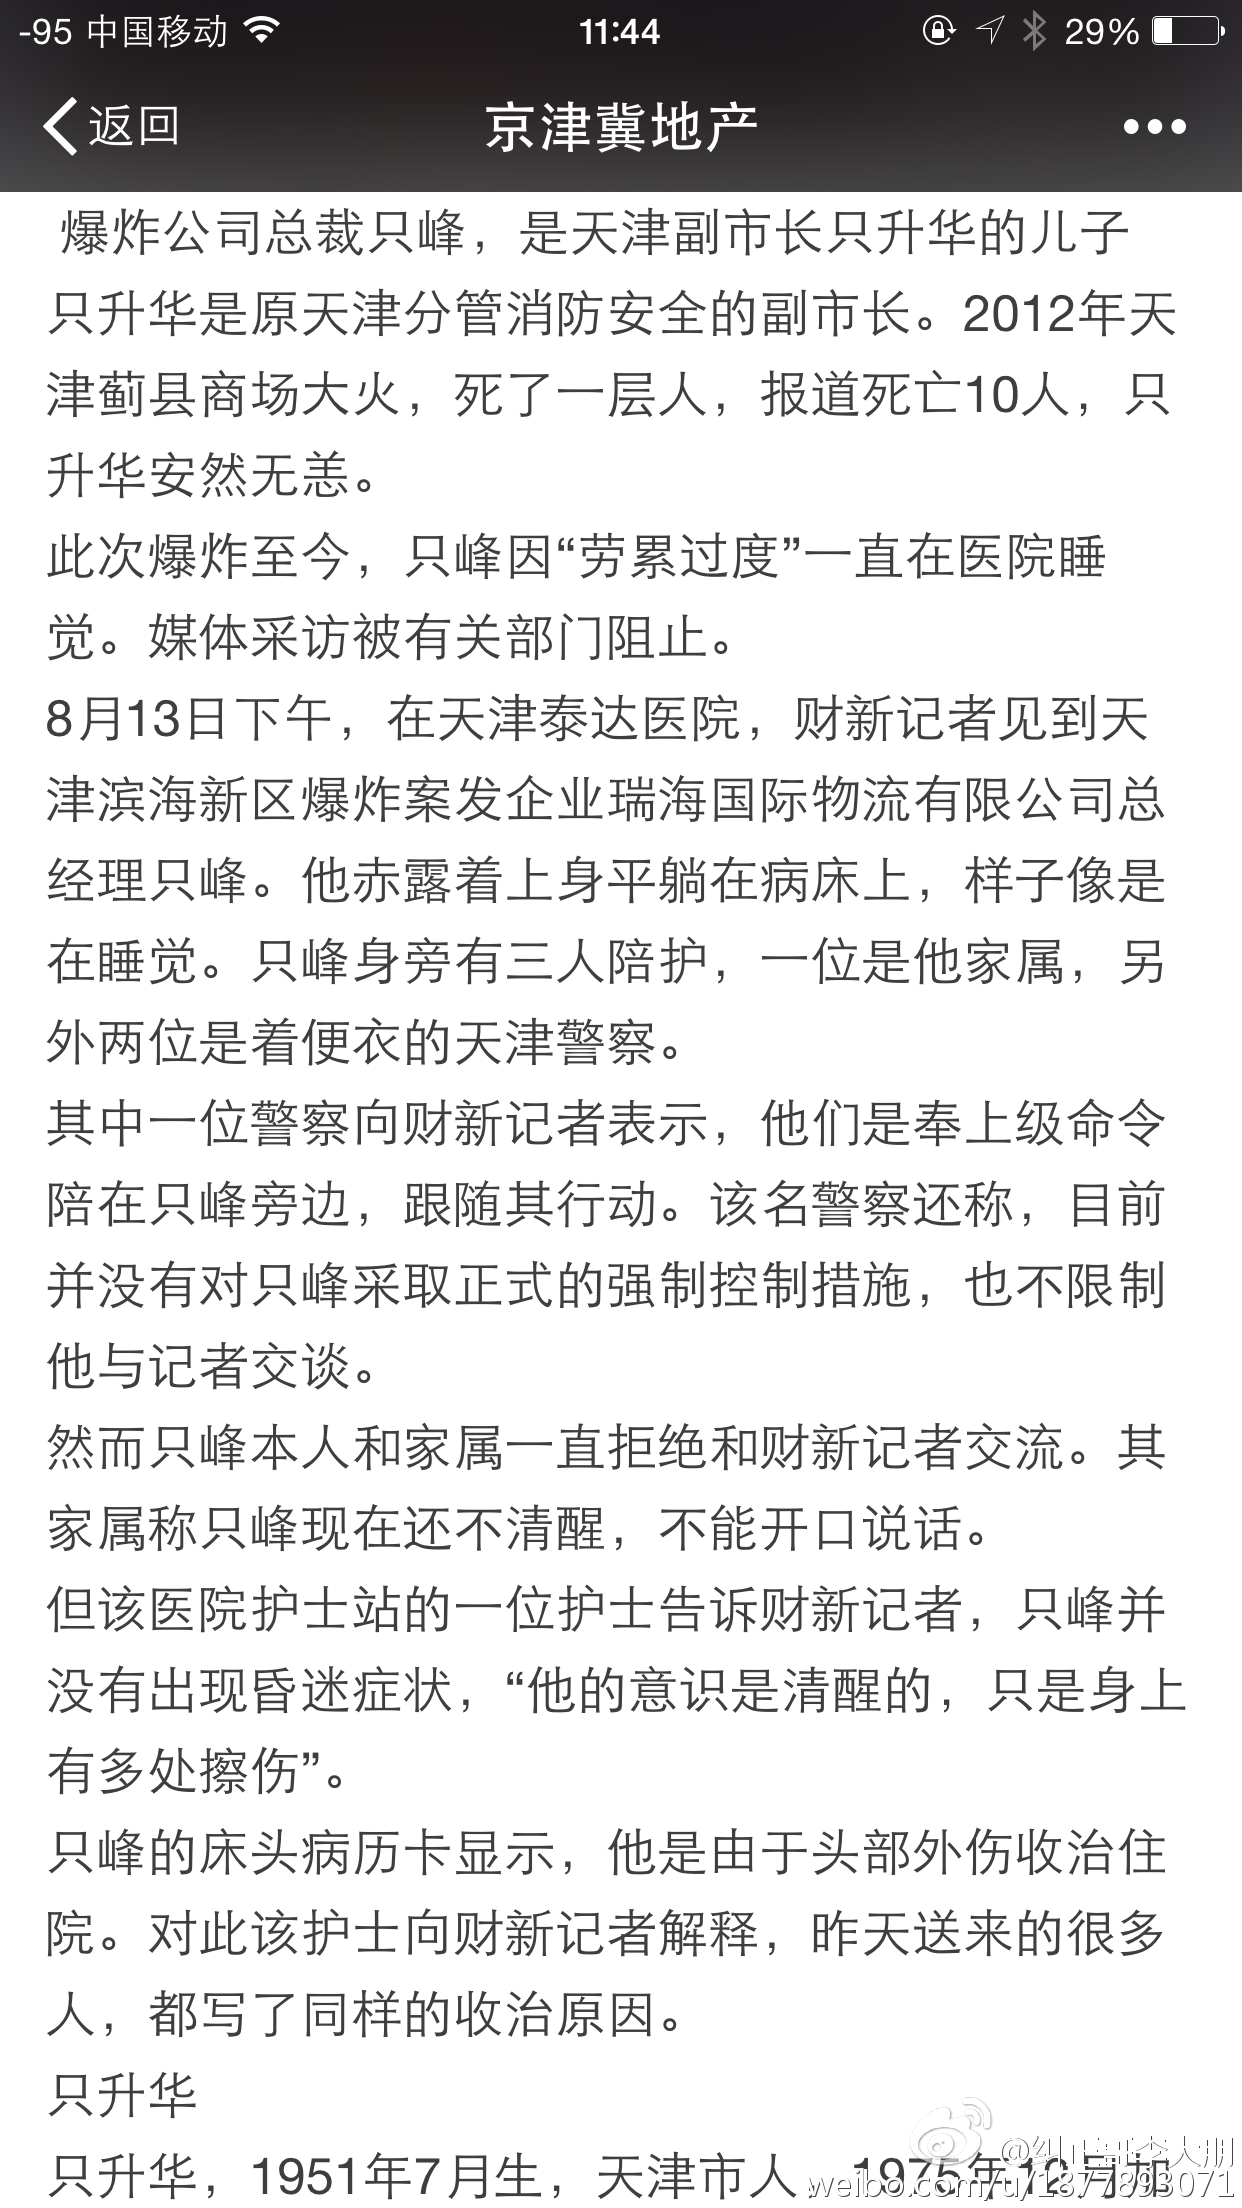 -95 中国移动 11:44 29%
返回 京津冀地产
爆炸公司总裁只峰，是天津副市长只升华的儿子
只升华是原天津分管消防安全的副市长。2012年天
津蓟县商场大火，死了一层人，报道死亡10人，只
升华安然无恙。
此次爆炸至今，只峰因“劳累过度”一直在医院睡
觉。媒体采访被有关部门阻止。
8月13日下午，在天津泰达医院，财新记者见到天
津滨海新区爆炸案发企业瑞海国际物流有限公司总
经理只峰。他赤露着上身平躺在病床上，样子像是
在睡觉。只峰身旁有三人陪护，一位是他家属，另
外两位是着便衣的天津警察。
其中一位警察向财新记者表示，他们是奉上级命令
陪在只峰旁边，跟随其行动。该名警察还称，目前
并没有对只峰采取正式的强制控制措施，也不限制
他与记者交谈。
然而只峰本人和家属一直拒绝和财新记者交流。其
家属称只峰现在还不清醒，不能开口说话。
但该医院护士站的一位护士告诉财新记者，只峰并
没有出现昏迷症状，“他的意识是清醒的，只是身上
有多处擦伤”。
只峰的床头病历卡显示，他是由于头部外伤收治住
院。对此该护士向财新记者解释，昨天送来的很多
人，都写了同样的收治原因。
只升华
只升华，1951年7月生，天津市人，1975年12月加
@纠正哥李大朋
weibo.com/u/1877893071